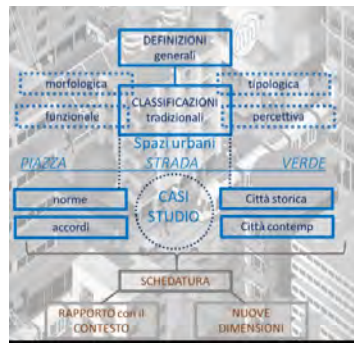 DEFINIZIONI
generali
morfologica
tipologica
CLASSIFICAZIONI
tradizionali
funzionale
percettiva
Spazi urbani
PIAZZA STRADA VERDE
norme
CASI
STUDIO
Città storica
accordi
Città contemp
SCHEDATURA
RAPPORTO con il
CONTESTO
NUOVE
DIMENSIONI